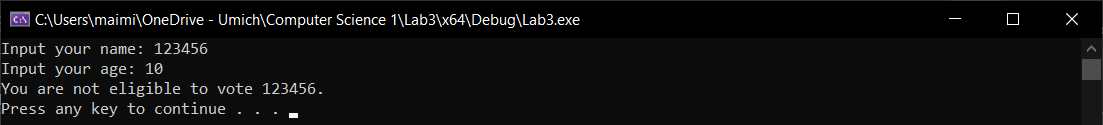 C:\Users\maimi\OneDrive - Umich\Computer Science 1\Lab3\x64\Debug\Lab3.exe
Input your name: 123456
Input your age: 10
You are not eligible to vote 123456.
Press any key to continue . . .